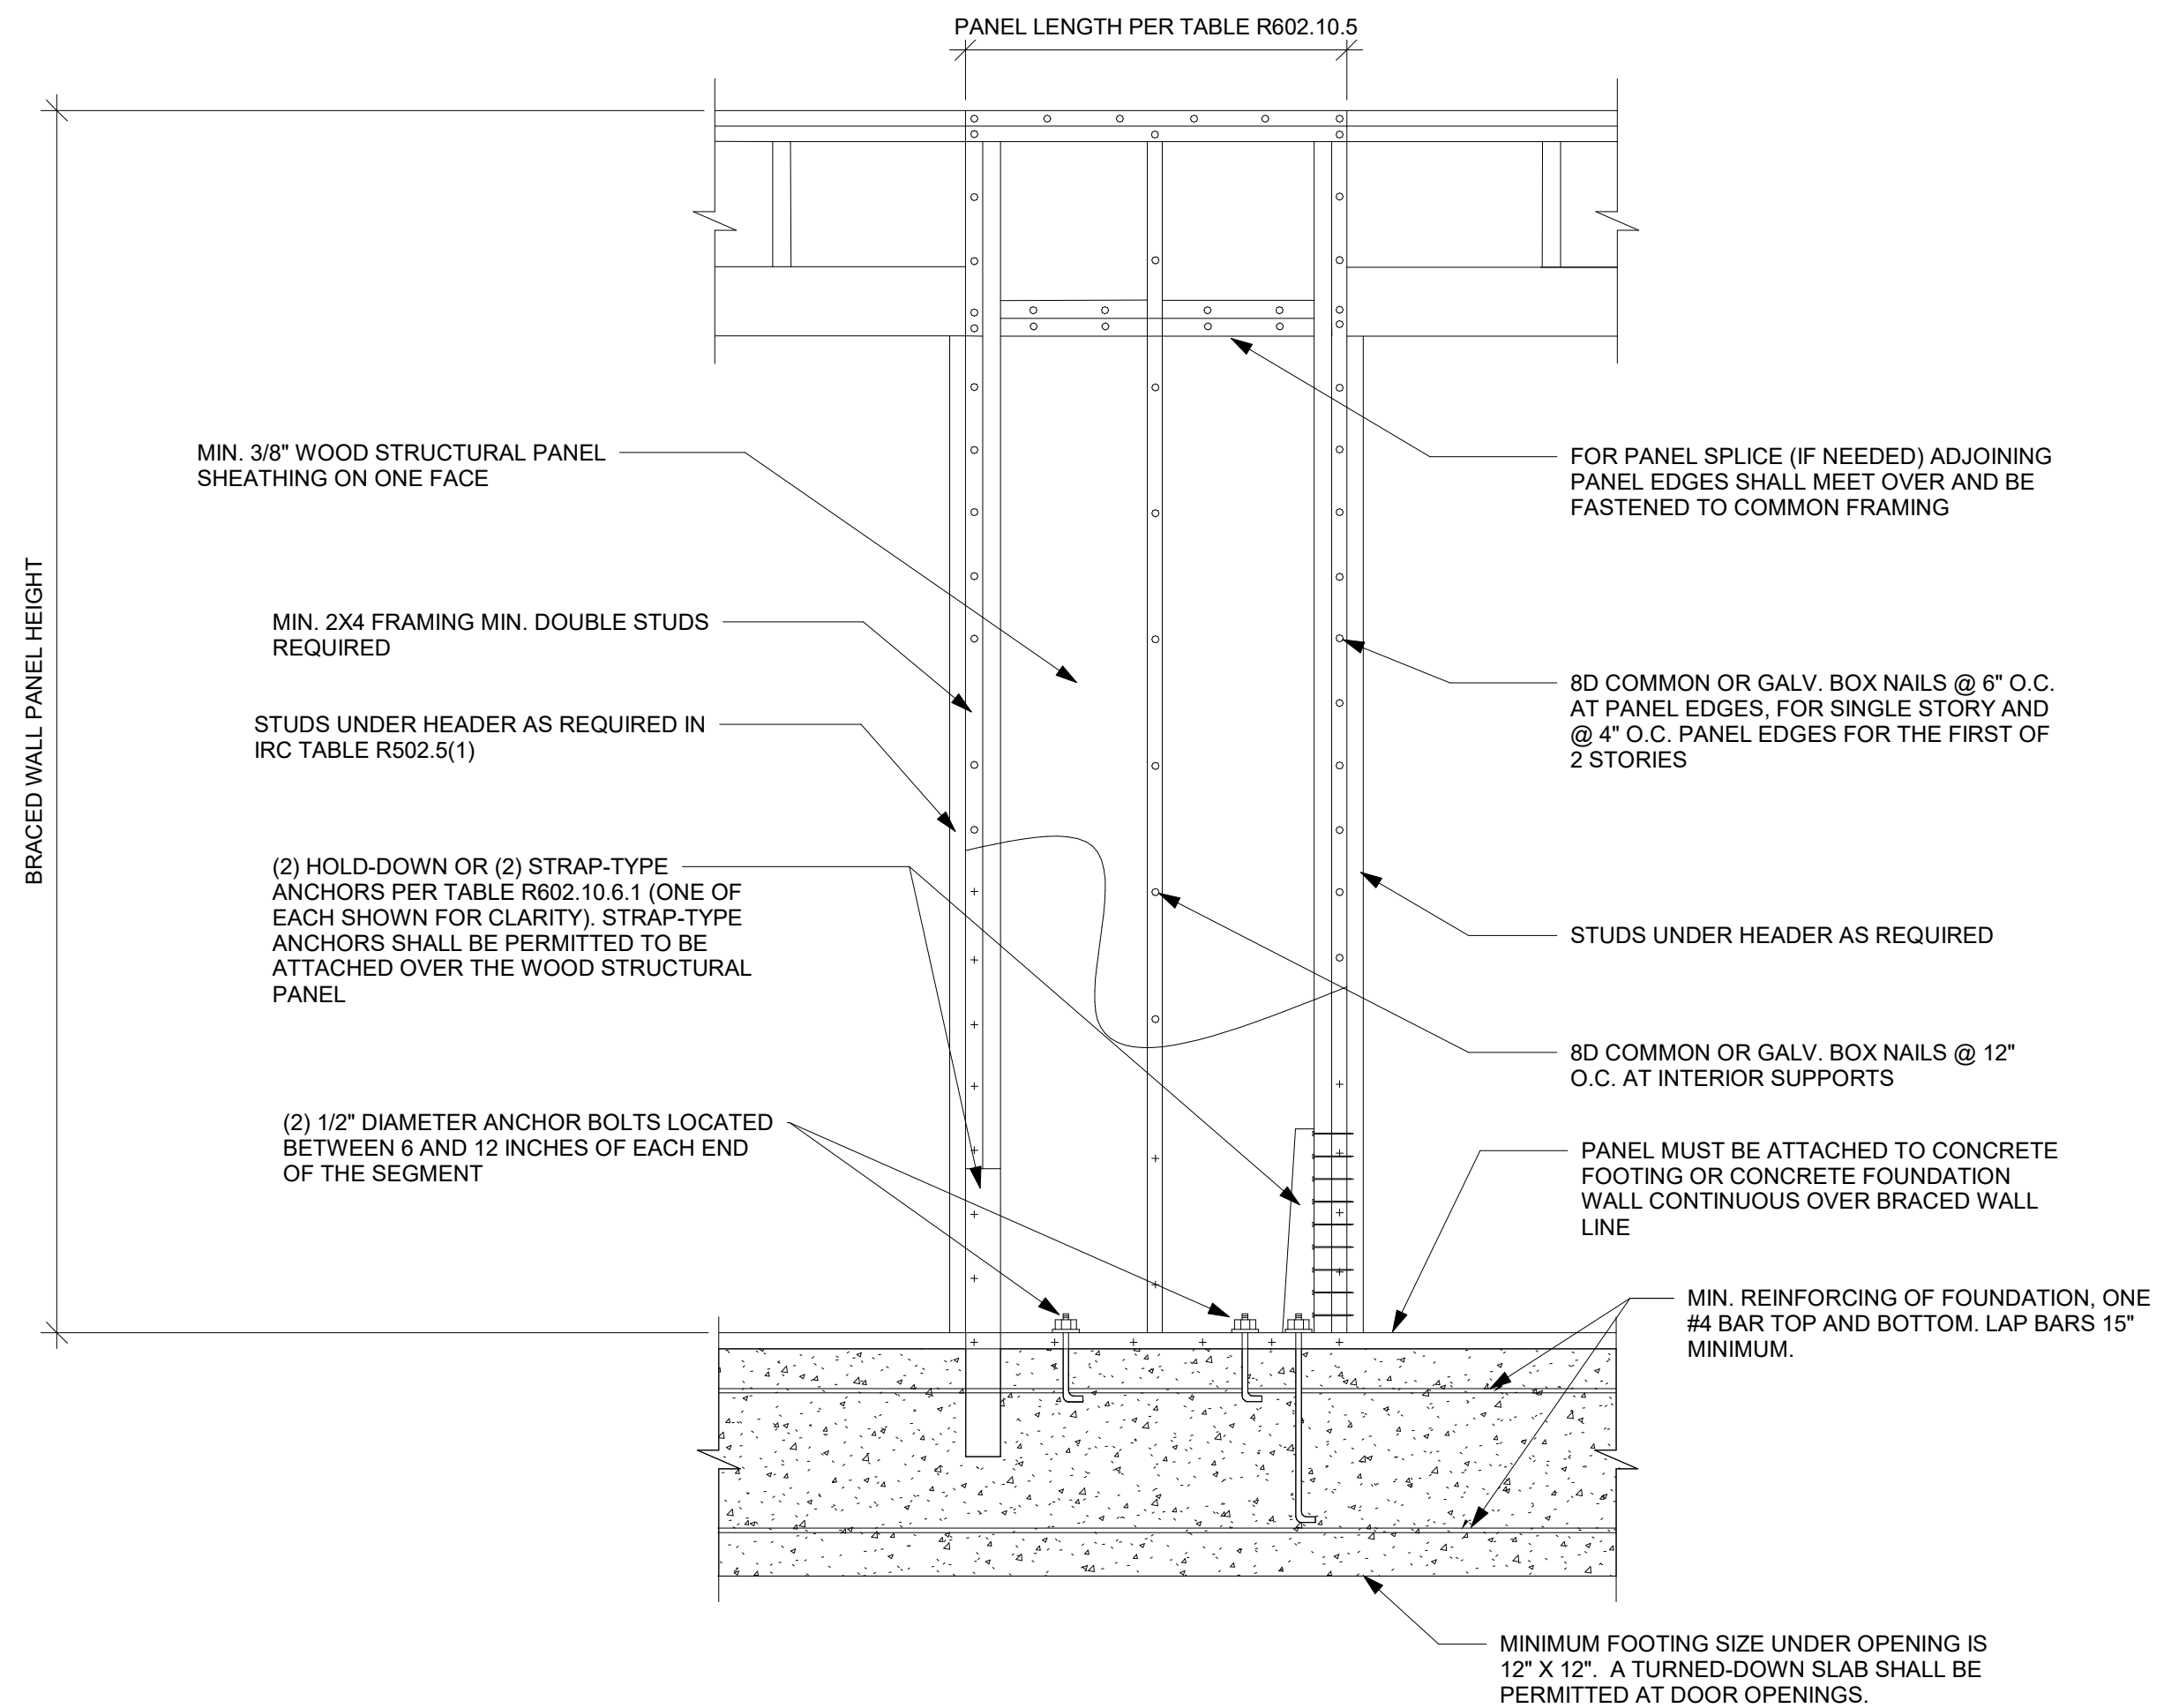 PANEL LENGTH PER TABLE R602.10.5
BRACED WALL PANEL HEIGHT
MIN. 3/8" WOOD STRUCTURAL PANEL
SHEATHING ON ONE FACE
MIN. 2X4 FRAMING MIN. DOUBLE STUDS
REQUIRED
STUDS UNDER HEADER AS REQUIRED IN
IRC TABLE R502.5(1)
(2) HOLD-DOWN OR (2) STRAP-TYPE
ANCHORS PER TABLE R602.10.6.1 (ONE OF
EACH SHOWN FOR CLARITY). STRAP-TYPE
ANCHORS SHALL BE PERMITTED TO BE
ATTACHED OVER THE WOOD STRUCTURAL
PANEL
(2) 1/2" DIAMETER ANCHOR BOLTS LOCATED
BETWEEN 6 AND 12 INCHES OF EACH END
OF THE SEGMENT
FOR PANEL SPLICE (IF NEEDED) ADJOINING
PANEL EDGES SHALL MEET OVER AND BE
FASTENED TO COMMON FRAMING
8D COMMON OR GALV. BOX NAILS @ 6" O.C.
AT PANEL EDGES, FOR SINGLE STORY AND
@ 4" O.C. PANEL EDGES FOR THE FIRST OF
2 STORIES
STUDS UNDER HEADER AS REQUIRED
8D COMMON OR GALV. BOX NAILS @ 12"
O.C. AT INTERIOR SUPPORTS
PANEL MUST BE ATTACHED TO CONCRETE
FOOTING OR CONCRETE FOUNDATION
WALL CONTINUOUS OVER BRACED WALL
LINE
MIN. REINFORCING OF FOUNDATION, ONE
#4 BAR TOP AND BOTTOM. LAP BARS 15"
MINIMUM.
MINIMUM FOOTING SIZE UNDER OPENING IS
12" X 12". A TURNED-DOWN SLAB SHALL BE
PERMITTED AT DOOR OPENINGS.